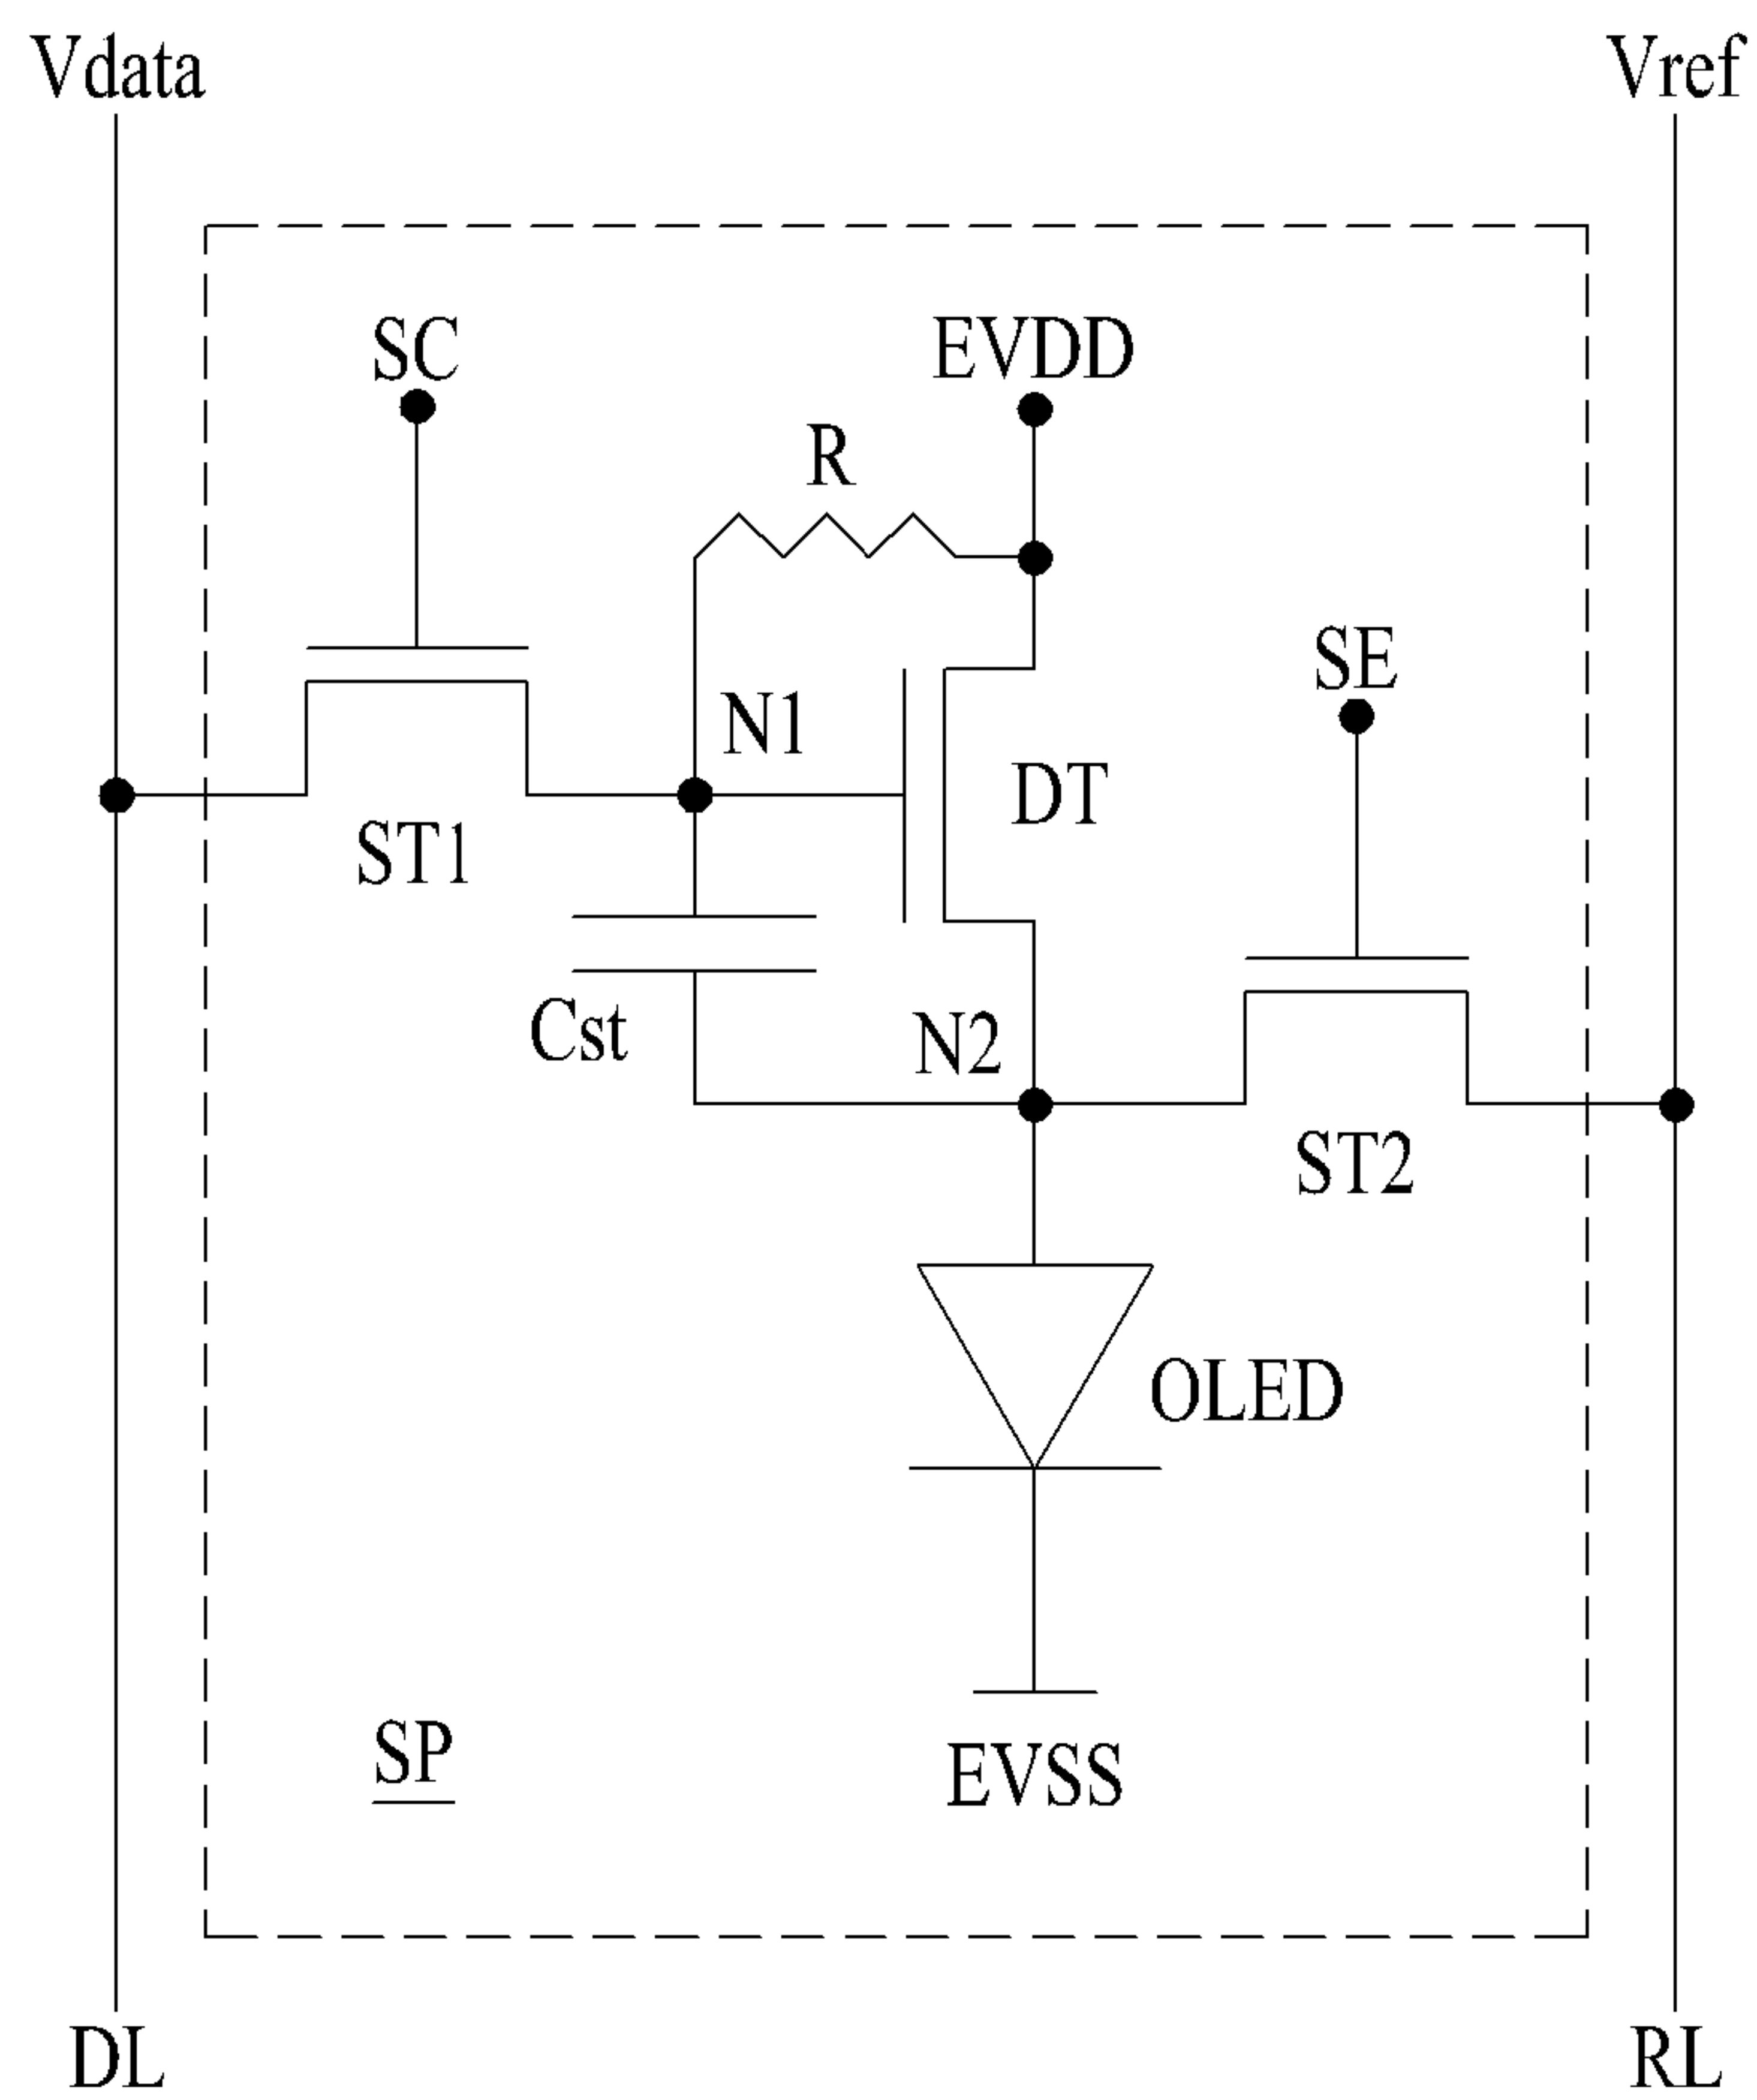 Vdata
Vref
SC
EVDD
R
SE
N1
DT
ST1
Cst
N2
ST2
OLED
SP
EVSS
DL
RL